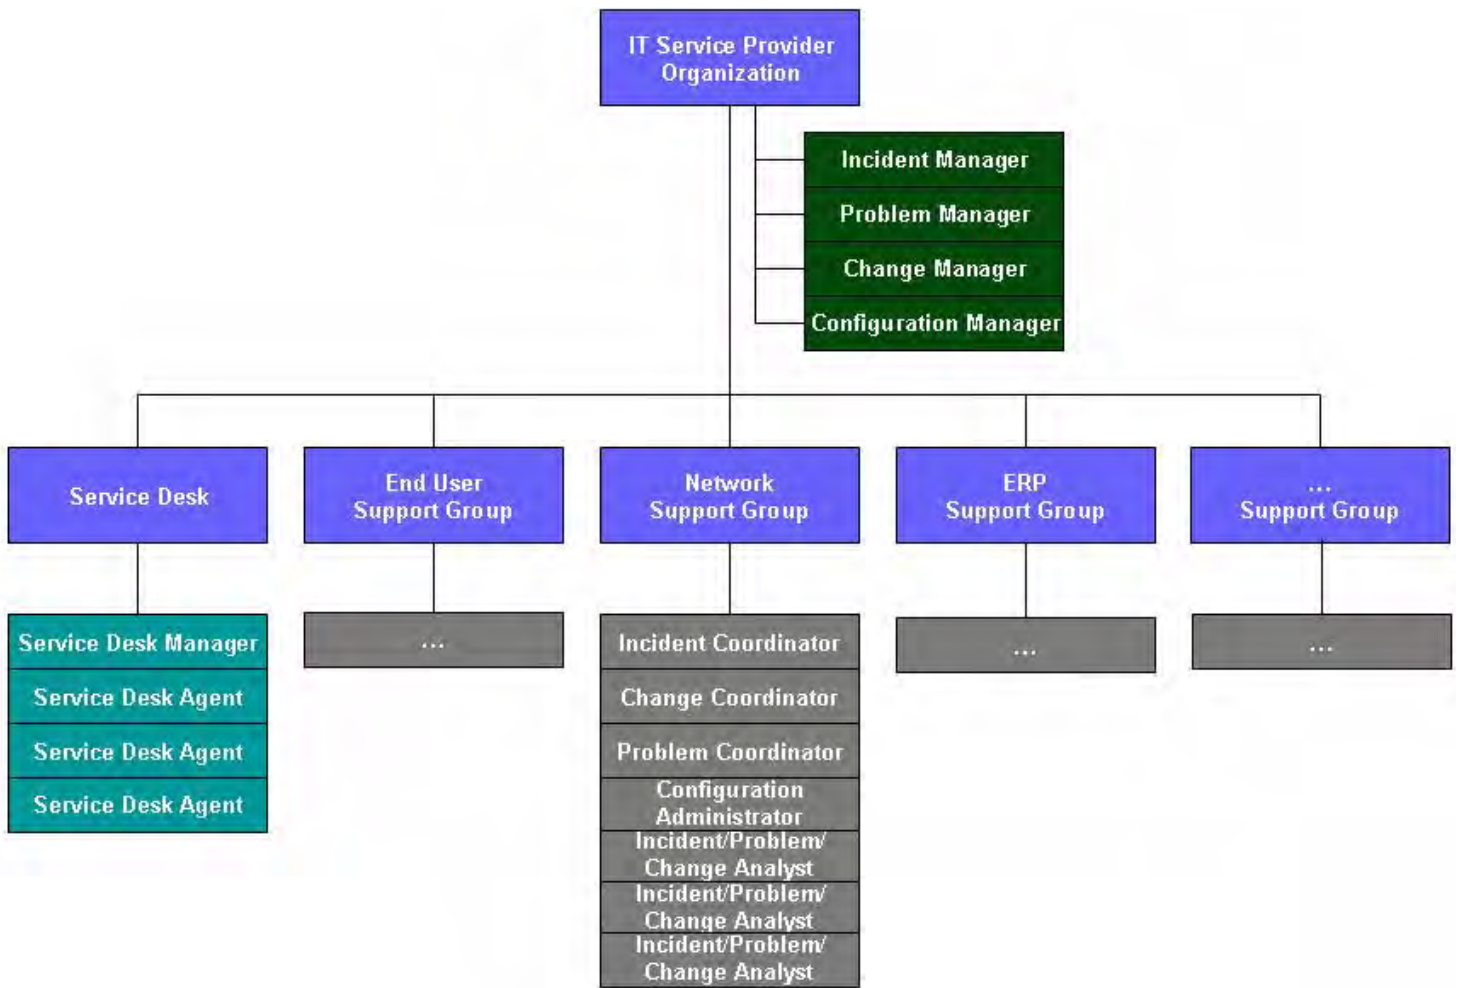 IT Service Provider
Organization
Incident Manager
Problem Manager
Change Manager
Configuration Manager
Service Desk
End User
Support Group
Network
Support Group
ERP
Support Group
...
Support Group
Service Desk Manager
Service Desk Agent
Service Desk Agent
Service Desk Agent
...
Incident Coordinator
Change Coordinator
Problem Coordinator
Configuration
Administrator
Incident/Problem/
Change Analyst
Incident/Problem/
Change Analyst
Incident/Problem/
Change Analyst
...
...